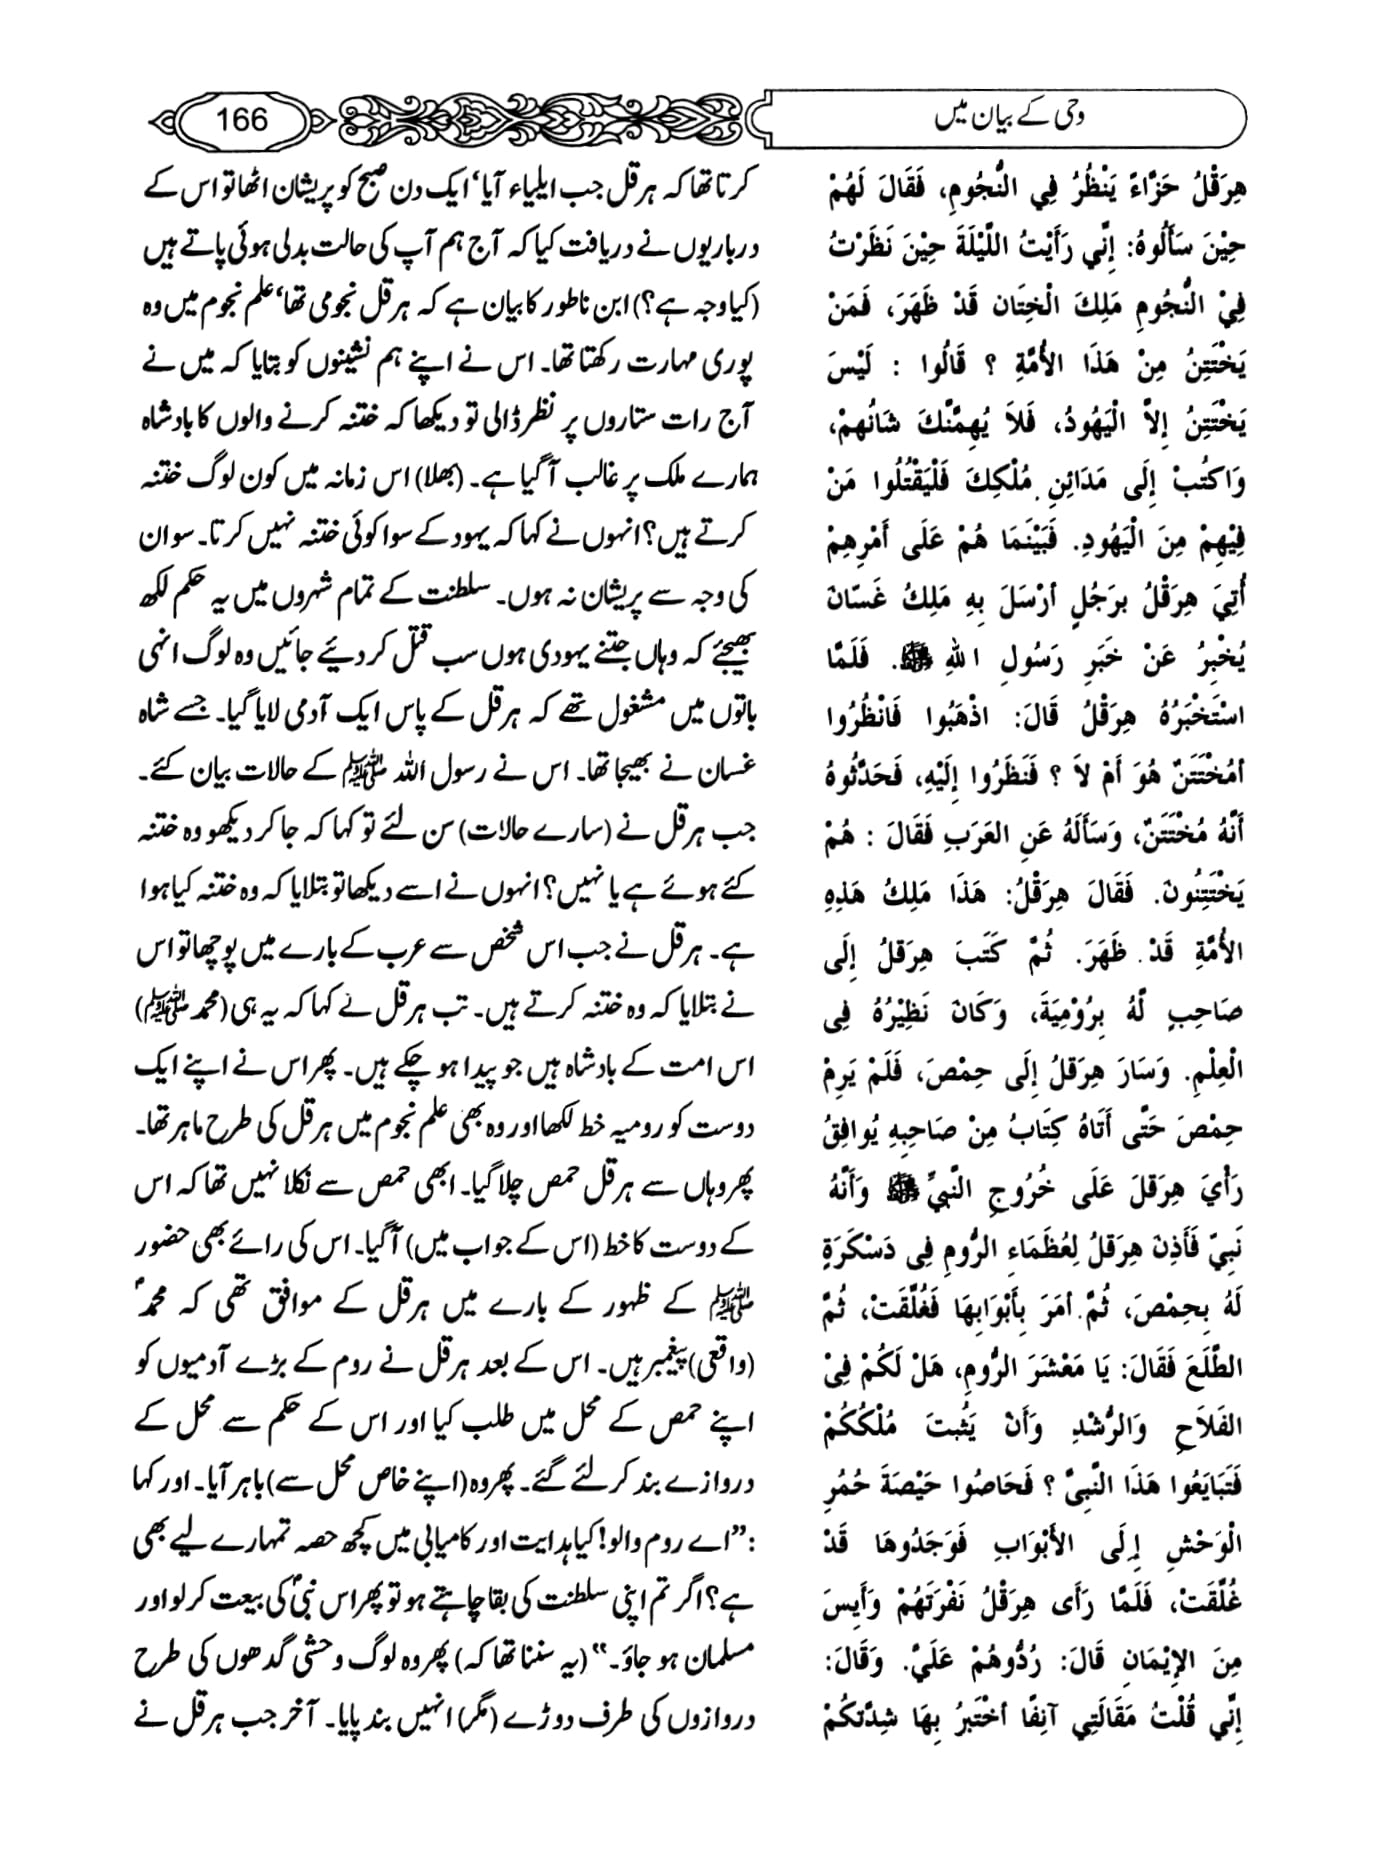 وحی کے بیان میں
166
هِرَقْلُ حَزَّاءً يَنْظُرُ فِي النُّجُومِ، فَقَالَ لَهُمْ
حِيْنَ سَأَلُوهُ: إِنِّي رَأَيْتُ اللَّيْلَةَ حِيْنَ نَظَرْتُ
فِيْ النُّجُومِ مَلِكَ الْخِتَان قَدْ ظَهَرَ، فَمَنْ
يَخْتَتِنُ مِنْ هَذَا الأُمَّةِ ؟ قَالُوا : لَيْسَ
يَخْتَتِنُ إِلاَّ الْيَهُودُ، فَلاَ يُهِمَّنَّكَ شَانُهمْ،
وَاكتُبْ إِلَى مَدَائِنِ مُلْكِكَ فَلْيَقْتُلُوا مَنْ
فِيْهِمْ مِنَ الْيَهُودِ. فَبَيْنَمَا هُمْ عَلَى أَمْرِهِمْ
أُتِيَ هِرَقْلُ بِرَجُلٍ أرْسَلَ بِهِ مَلِكُ غَسَّانَ
يُخْبِرُ عَنْ خَبَرِ رَسُولِ اللهِ ﷺ. فَلَمَّا
اسْتَخْبَرَهُ هِرَقْلُ قَالَ: اذْهَبُوا فَانْظُرُوا
أمُخْتَتَنٌ هُوَ أَمْ لاَ ؟ فَنَظَرُوا إِلَيْهِ، فَحَدَّثُوهُ
أَنَّهُ مُخْتَتَنٌ، وَسَأَلَهُ عَنِ العَرَبِ فَقَالَ : هُمْ
يَخْتَتِنُونَ. فَقَالَ هِرَقْلُ: هَذَا مَلِكُ هَذِهِ
الأُمَّةِ قَدْ ظَهَرَ. ثُمَّ كَتَبَ هِرَقلُ إِلَى
صَاحِبٍ لَّهُ بِرُوْمِيَةَ، وَكَانَ نَظِيْرُهُ فِى
الْعِلْمِ. وَسَارَ هِرَقلُ إِلَى حِمْصَ، فَلَمْ يَرِمْ
حِمْصَ حَتَّى أَتَاهُ كِتَابُ مِنْ صَاحِبِهِ يُوافِقُ
رَأْيَ هِرَقلَ عَلَى خُرُوجِ النَّبِيِّ ﷺ وَأَنَّهُ
نَبِيّ فَأَذِنَ هِرَقلُ لِعُظَمَاءِ الرُّومِ فِى دَسْكَرَةٍ
لَهُ بِحِمْصَ، ثُمَّ أمَرَ بِأَبْوَابِهَا فَغُلِّقَتْ، ثُمَّ
اطَّلَعَ فَقَالَ: يَا مَعْشَرَ الرُّومِ، هَلْ لَكُمْ فِىْ
الفَلاَحِ وَالرُّشْدِ وَأَنْ يَثْبتَ مُلْكُكُمْ
فَتَبَايَعُوا هَذَا النَّبِىَّ ؟ فَحَاصُوا حَيْصَةَ حُمُرِ
الْوَحْشِ إِلَى الأَبْوَابِ فَوَجَدُوهَا قَدْ
غُلِّقَتْ، فَلَمَّا رَأَى هِرَقْلُ نَفْرَتَهُمْ وَأَيِسَ
مِنَ الإِيْمَانِ قَالَ: رُدُّوهُمْ عَلَيَّ. وَقَالَ:
إِنِّي قُلْتُ مَقَالَتِي آنِفًا أخْتَبِرُ بِهَا شِدَّتَكُمْ
کرتا تھا کہ ہرقل جب ایلیاء آیا، ایک دن صبح کو پریشان اٹھا تو اس کے
درباریوں نے دریافت کیا کہ آج ہم آپ کی حالت بدلی ہوئی پاتے ہیں
(کیا وجہ ہے؟) ابن ناطور کا بیان ہے کہ ہرقل نجومی تھا، علم نجوم میں وہ
پوری مہارت رکھتا تھا۔ اس نے اپنے ہم نشینوں کو بتایا کہ میں نے
آج رات ستاروں پر نظر ڈالی تو دیکھا کہ ختنہ کرنے والوں کا بادشاہ
ہمارے ملک پر غالب آ گیا ہے۔ (بھلا) اس زمانہ میں کون لوگ ختنہ
کرتے ہیں؟ انہوں نے کہا کہ یہود کے سوا کوئی ختنہ نہیں کرتا۔ سو ان
کی وجہ سے پریشان نہ ہوں۔ سلطنت کے تمام شہروں میں یہ حکم لکھ
بھیجئے کہ وہاں جتنے یہودی ہوں سب قتل کر دئیے جائیں وہ لوگ انہی
باتوں میں مشغول تھے کہ ہرقل کے پاس ایک آدمی لایا گیا۔ جسے شاہ
غسان نے بھیجا تھا۔ اس نے رسول اللہ ﷺ کے حالات بیان کئے۔
جب ہرقل نے (سارے حالات) سن لئے تو کہا کہ جا کر دیکھو وہ ختنہ
کئے ہوئے ہے یا نہیں؟ انہوں نے اسے دیکھا تو بتلایا کہ وہ ختنہ کیا ہوا
ہے۔ ہرقل نے جب اس شخص سے عرب کے بارے میں پوچھا تو اس
نے بتلایا کہ وہ ختنہ کرتے ہیں۔ تب ہرقل نے کہا کہ یہ ہی (محمد ﷺ)
اس امت کے بادشاہ ہیں جو پیدا ہو چکے ہیں۔ پھر اس نے اپنے ایک
دوست کو رومیہ خط لکھا اور وہ بھی علم نجوم میں ہرقل کی طرح ماہر تھا۔
پھر وہاں سے ہرقل حمص چلا گیا۔ ابھی حمص سے نکلا نہیں تھا کہ اس
کے دوست کا خط (اس کے جواب میں) آ گیا۔ اس کی رائے بھی حضور
ﷺ کے ظہور کے بارے میں ہرقل کے موافق تھی کہ محمدؐ
(واقعی) پیغمبر ہیں۔ اس کے بعد ہرقل نے روم کے بڑے آدمیوں کو
اپنے حمص کے محل میں طلب کیا اور اس کے حکم سے محل کے
دروازے بند کر لئے گئے۔ پھر وہ (اپنے خاص محل سے) باہر آیا۔ اور کہا
:”اے روم والو! کیا ہدایت اور کامیابی میں کچھ حصہ تمہارے لیے بھی
ہے؟ اگر تم اپنی سلطنت کی بقا چاہتے ہو تو پھر اس نبیؐ کی بیعت کر لو اور
مسلمان ہو جاؤ۔“ (یہ سننا تھا کہ) پھر وہ لوگ وحشی گدھوں کی طرح
دروازوں کی طرف دوڑے (مگر) انہیں بند پایا۔ آخر جب ہرقل نے